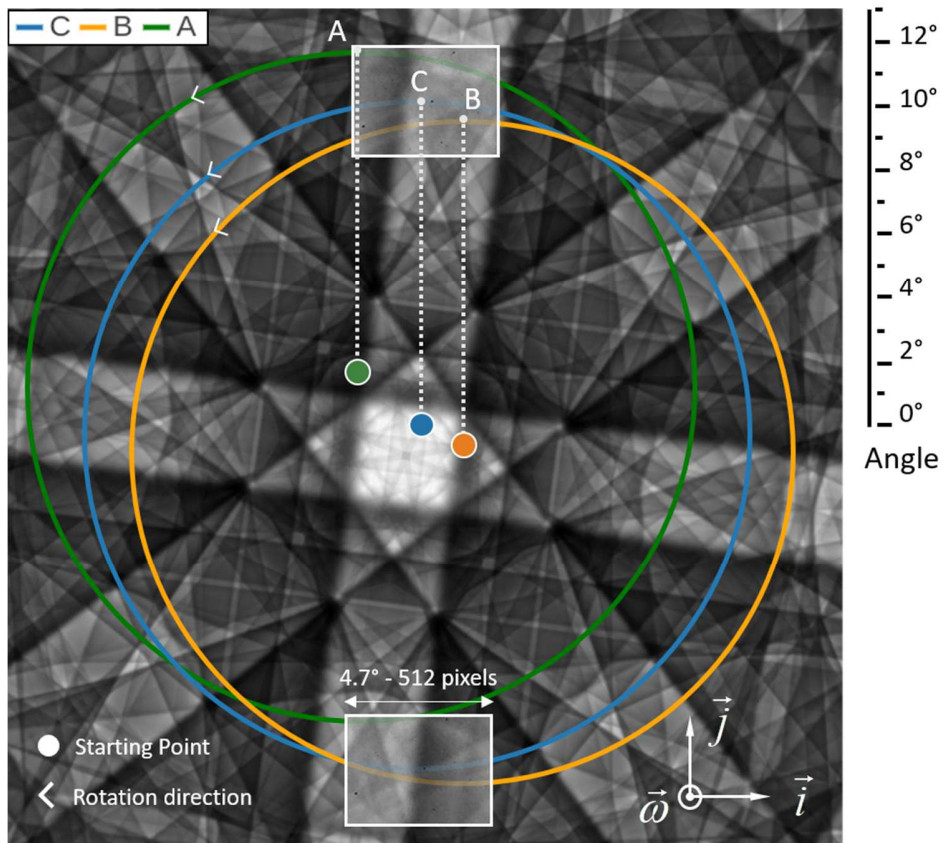 C B A
A
C
B
12°
10°
8°
6°
4°
2°
0°
Angle
4.7° - 512 pixels
Starting Point
Rotation direction
j
ω
i